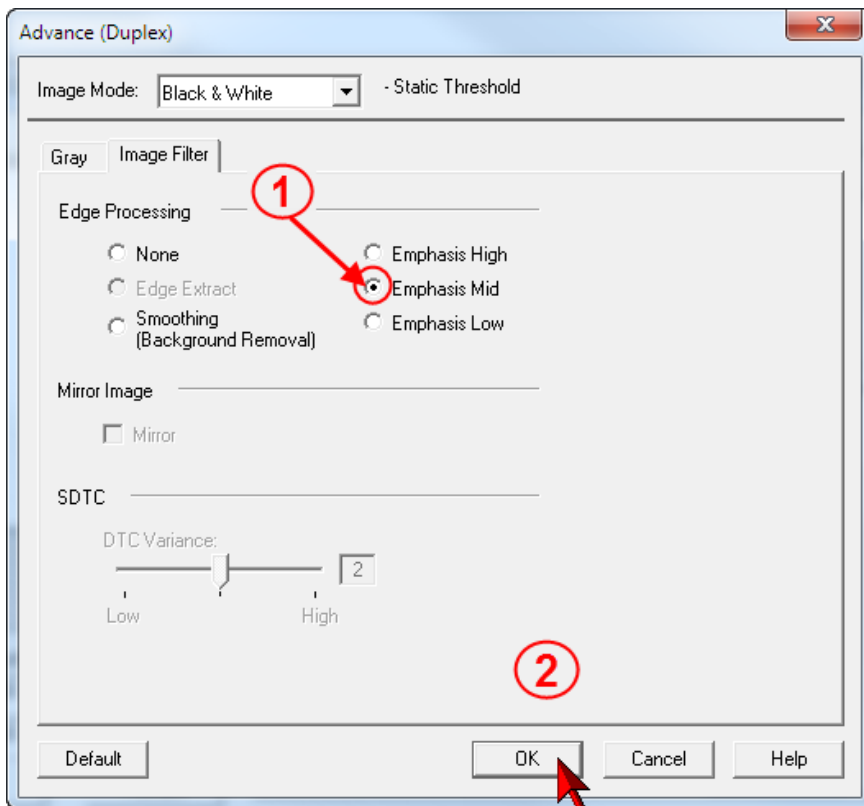 Advance (Duplex)
Image Mode: Black & White - Static Threshold
Gray Image Filter
1
Edge Processing
None Emphasis High
Edge Extract Emphasis Mid
Smoothing Emphasis Low
(Background Removal)
Mirror Image
Mirror
SDTC
DTC Variance:
2
Low High
2
Default OK Cancel Help